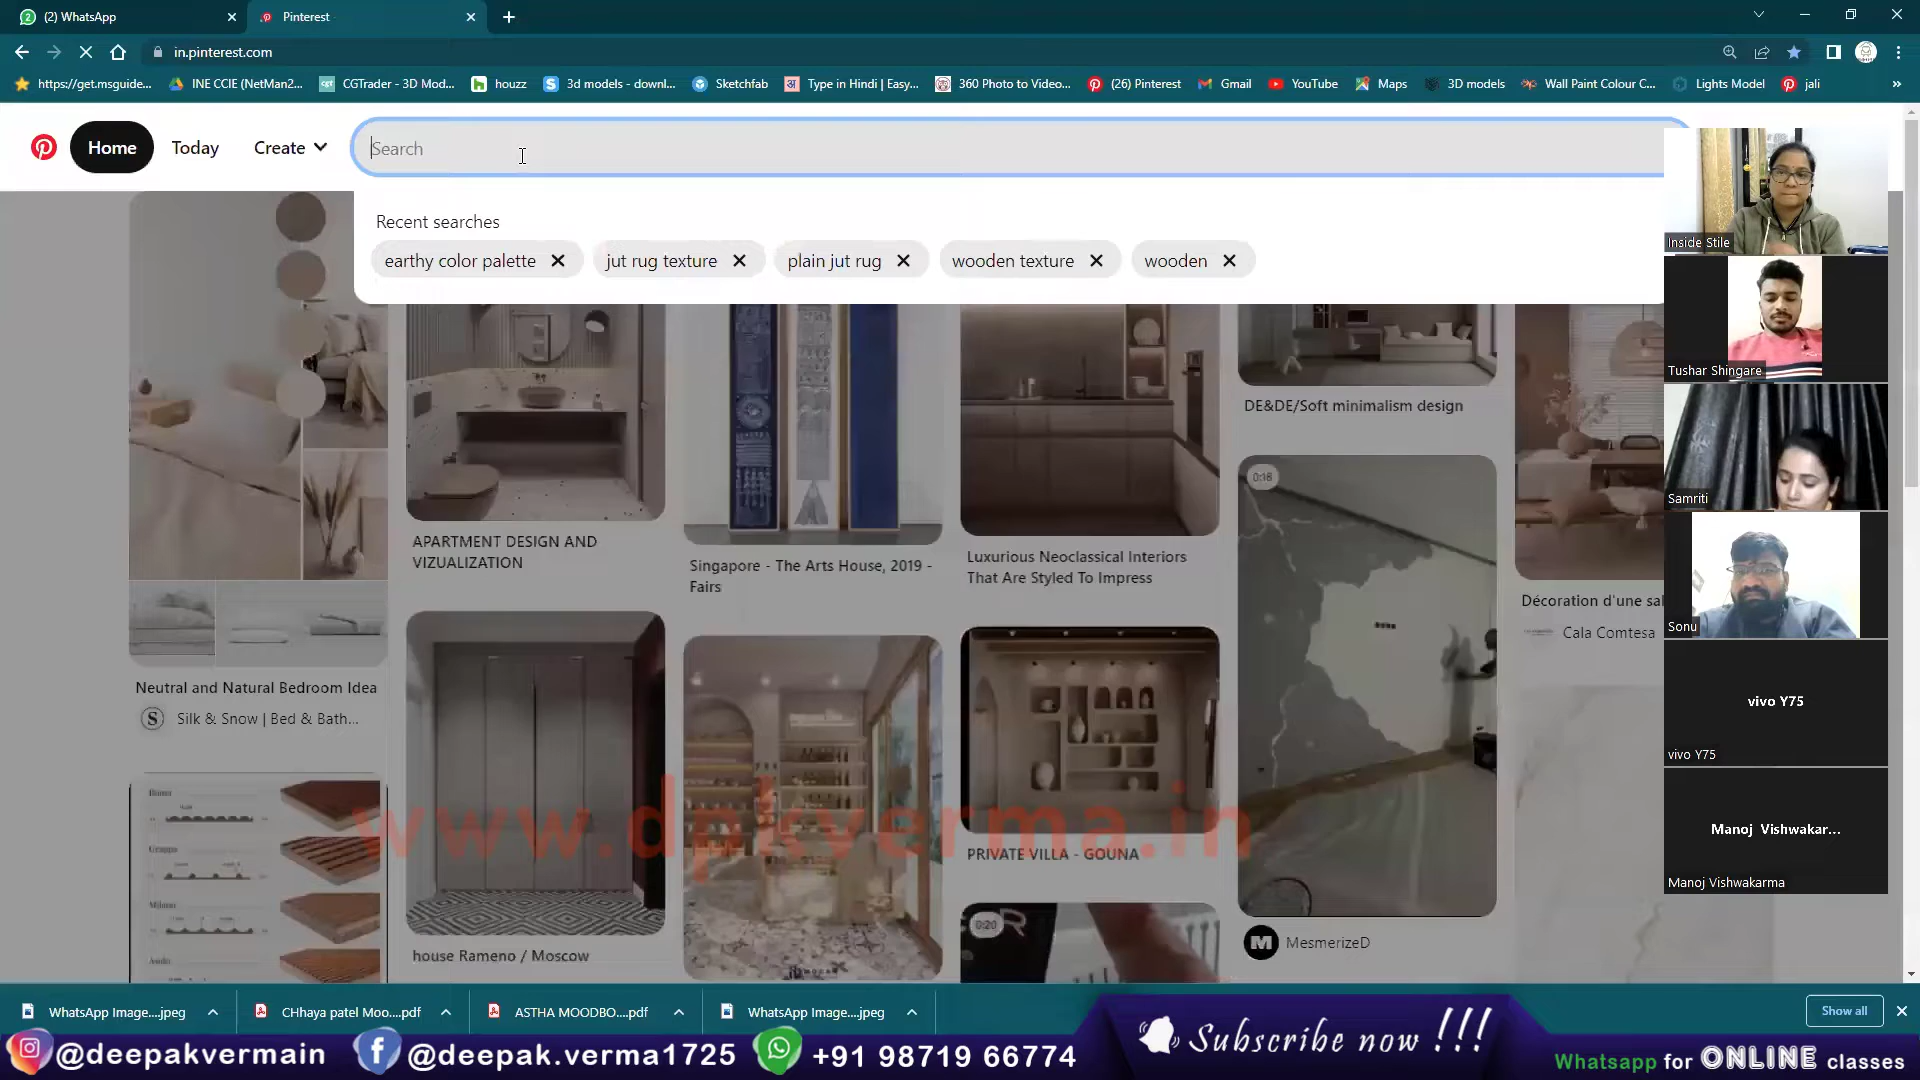 (2) WhatsApp
Pinterest
in.pinterest.com
https://get.msguide...
INE CCIE (NetMan2...
CGTrader - 3D Mod...
houzz
3d models - downl...
Sketchfab
Type in Hindi | Easy...
360 Photo to Video...
(26) Pinterest
Gmail
YouTube
Maps
3D models
Wall Paint Colour C...
Lights Model
jali
Home
Today
Create
Search
Recent searches
earthy color palette
jut rug texture
plain jut rug
wooden texture
wooden
Inside Stile
Tushar Shingare
Samriti
Sonu
vivo Y75
vivo Y75
Manoj Vishwakar...
Manoj Vishwakarma
Neutral and Natural Bedroom Idea
Silk & Snow | Bed & Bath...
APARTMENT DESIGN AND
VIZUALIZATION
house Rameno / Moscow
Singapore - The Arts House, 2019 -
Fairs
Luxurious Neoclassical Interiors
That Are Styled To Impress
PRIVATE VILLA - GOUNA
0:20
DE&DE/Soft minimalism design
0:16
MesmerizeD
Décoration d'une sal
Cala Comtesa
www.dpkverma.in
WhatsApp Image....jpeg
CHhaya patel Moo....pdf
ASTHA MOODBO....pdf
WhatsApp Image....jpeg
Show all
@deepakvermain
@deepak.verma1725
+91 98719 66774
Subscribe now !!!
Whatsapp for ONLINE classes